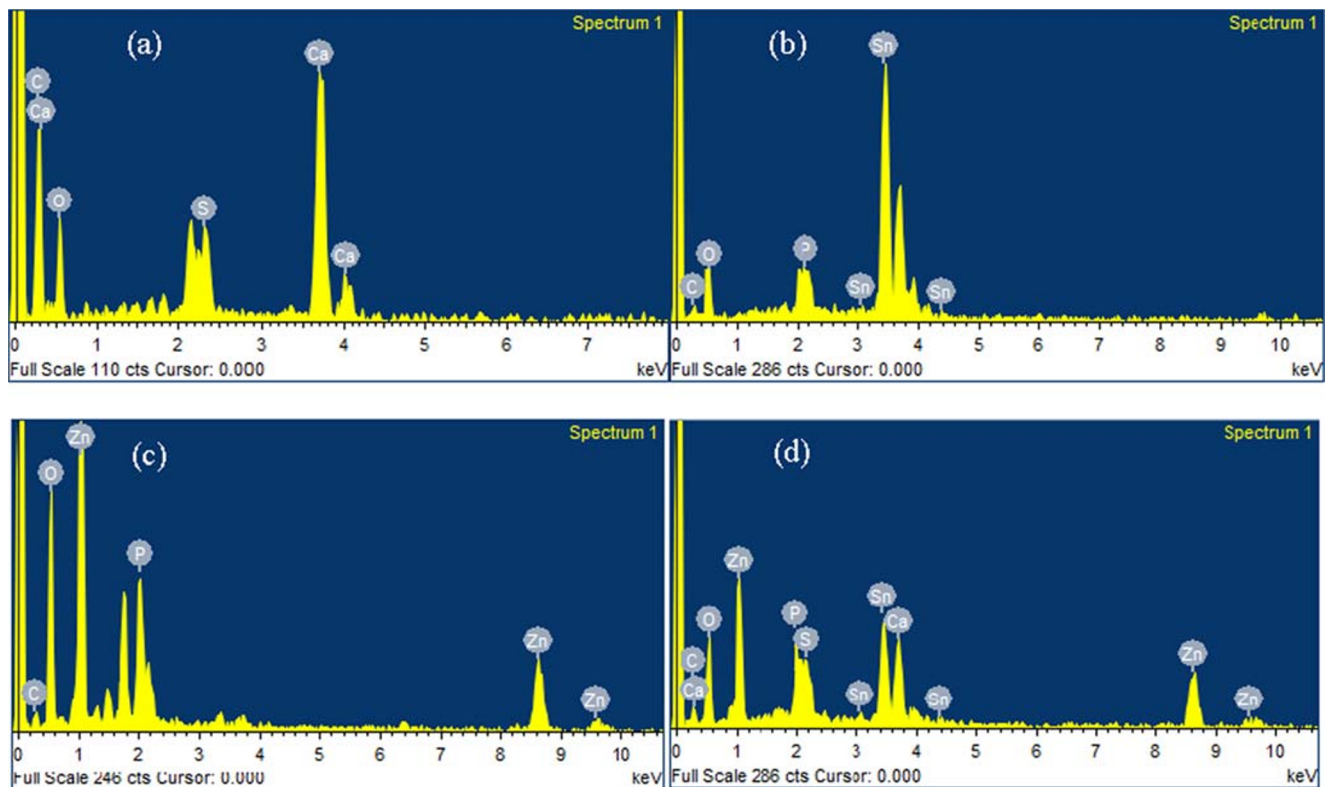 Spectrum 1
(a)
Ca
C
Ca
O
S
Ca
0 1 2 3 4 5 6 7
Full Scale 110 cts Cursor: 0.000 keV
Spectrum 1
(b)
Sn
O
P
C
Sn
Sn
0 1 2 3 4 5 6 7 8 9 10
Full Scale 286 cts Cursor: 0.000 keV
Spectrum 1
(c)
Zn
O
P
Zn
C
Zn
0 1 2 3 4 5 6 7 8 9 10
Full Scale 246 cts Cursor: 0.000 keV
Spectrum 1
(d)
Zn
Sn
O
P
Ca
S
C
Zn
Ca
Sn
Sn
Zn
0 1 2 3 4 5 6 7 8 9 10
Full Scale 286 cts Cursor: 0.000 keV